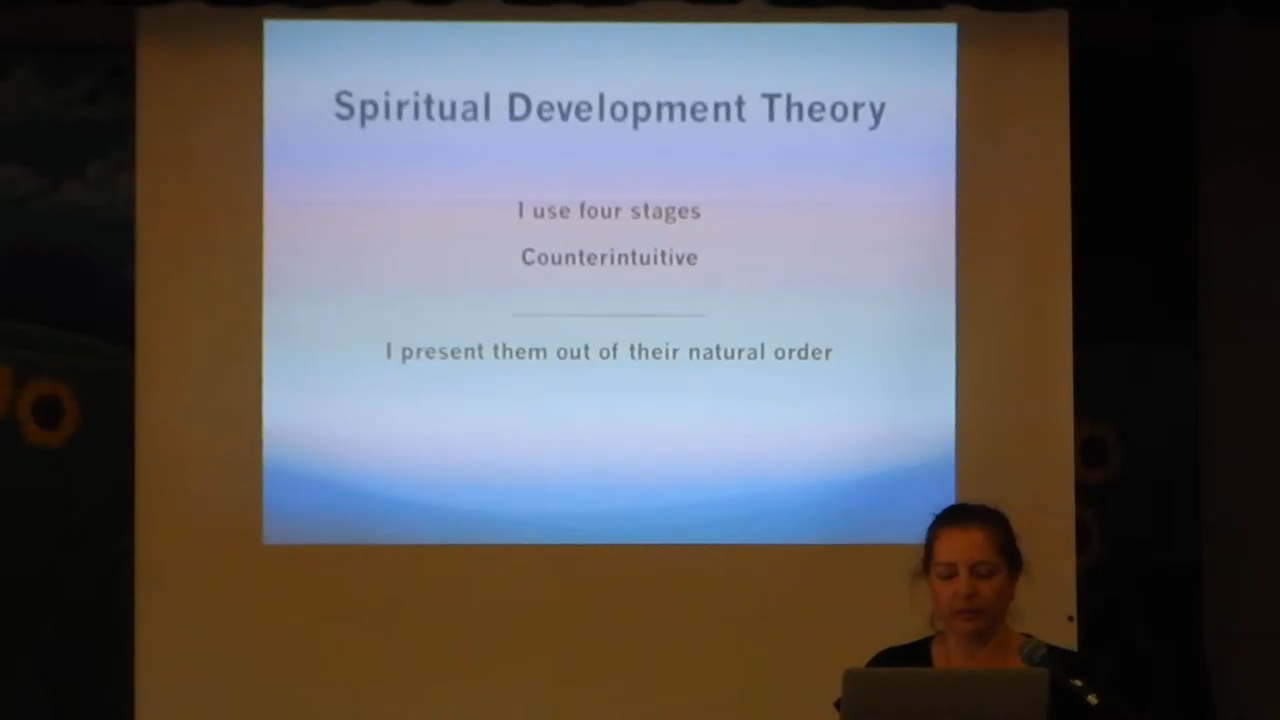 Spiritual Development Theory
I use four stages
Counterintuitive
I present them out of their natural order